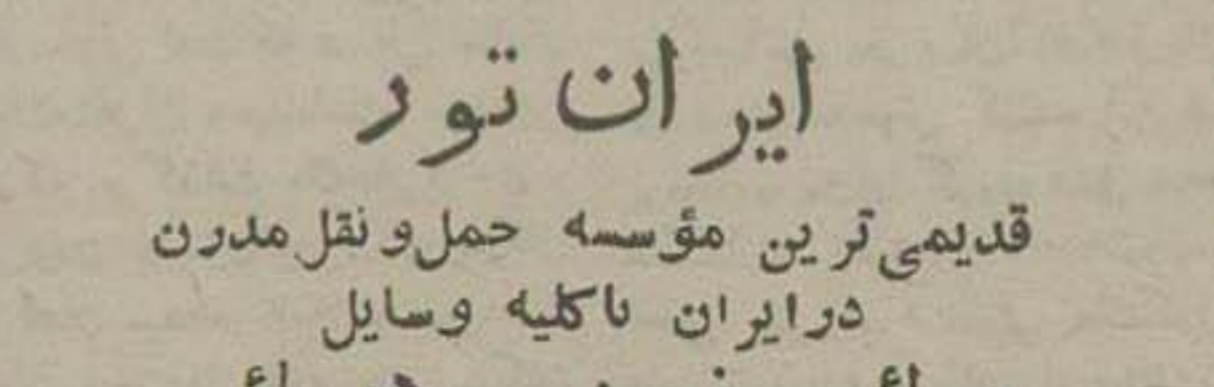 ایران تور
قدیمی‌ترین مؤسسه حمل و نقل مدرن
در ایران با کلیه وسایل